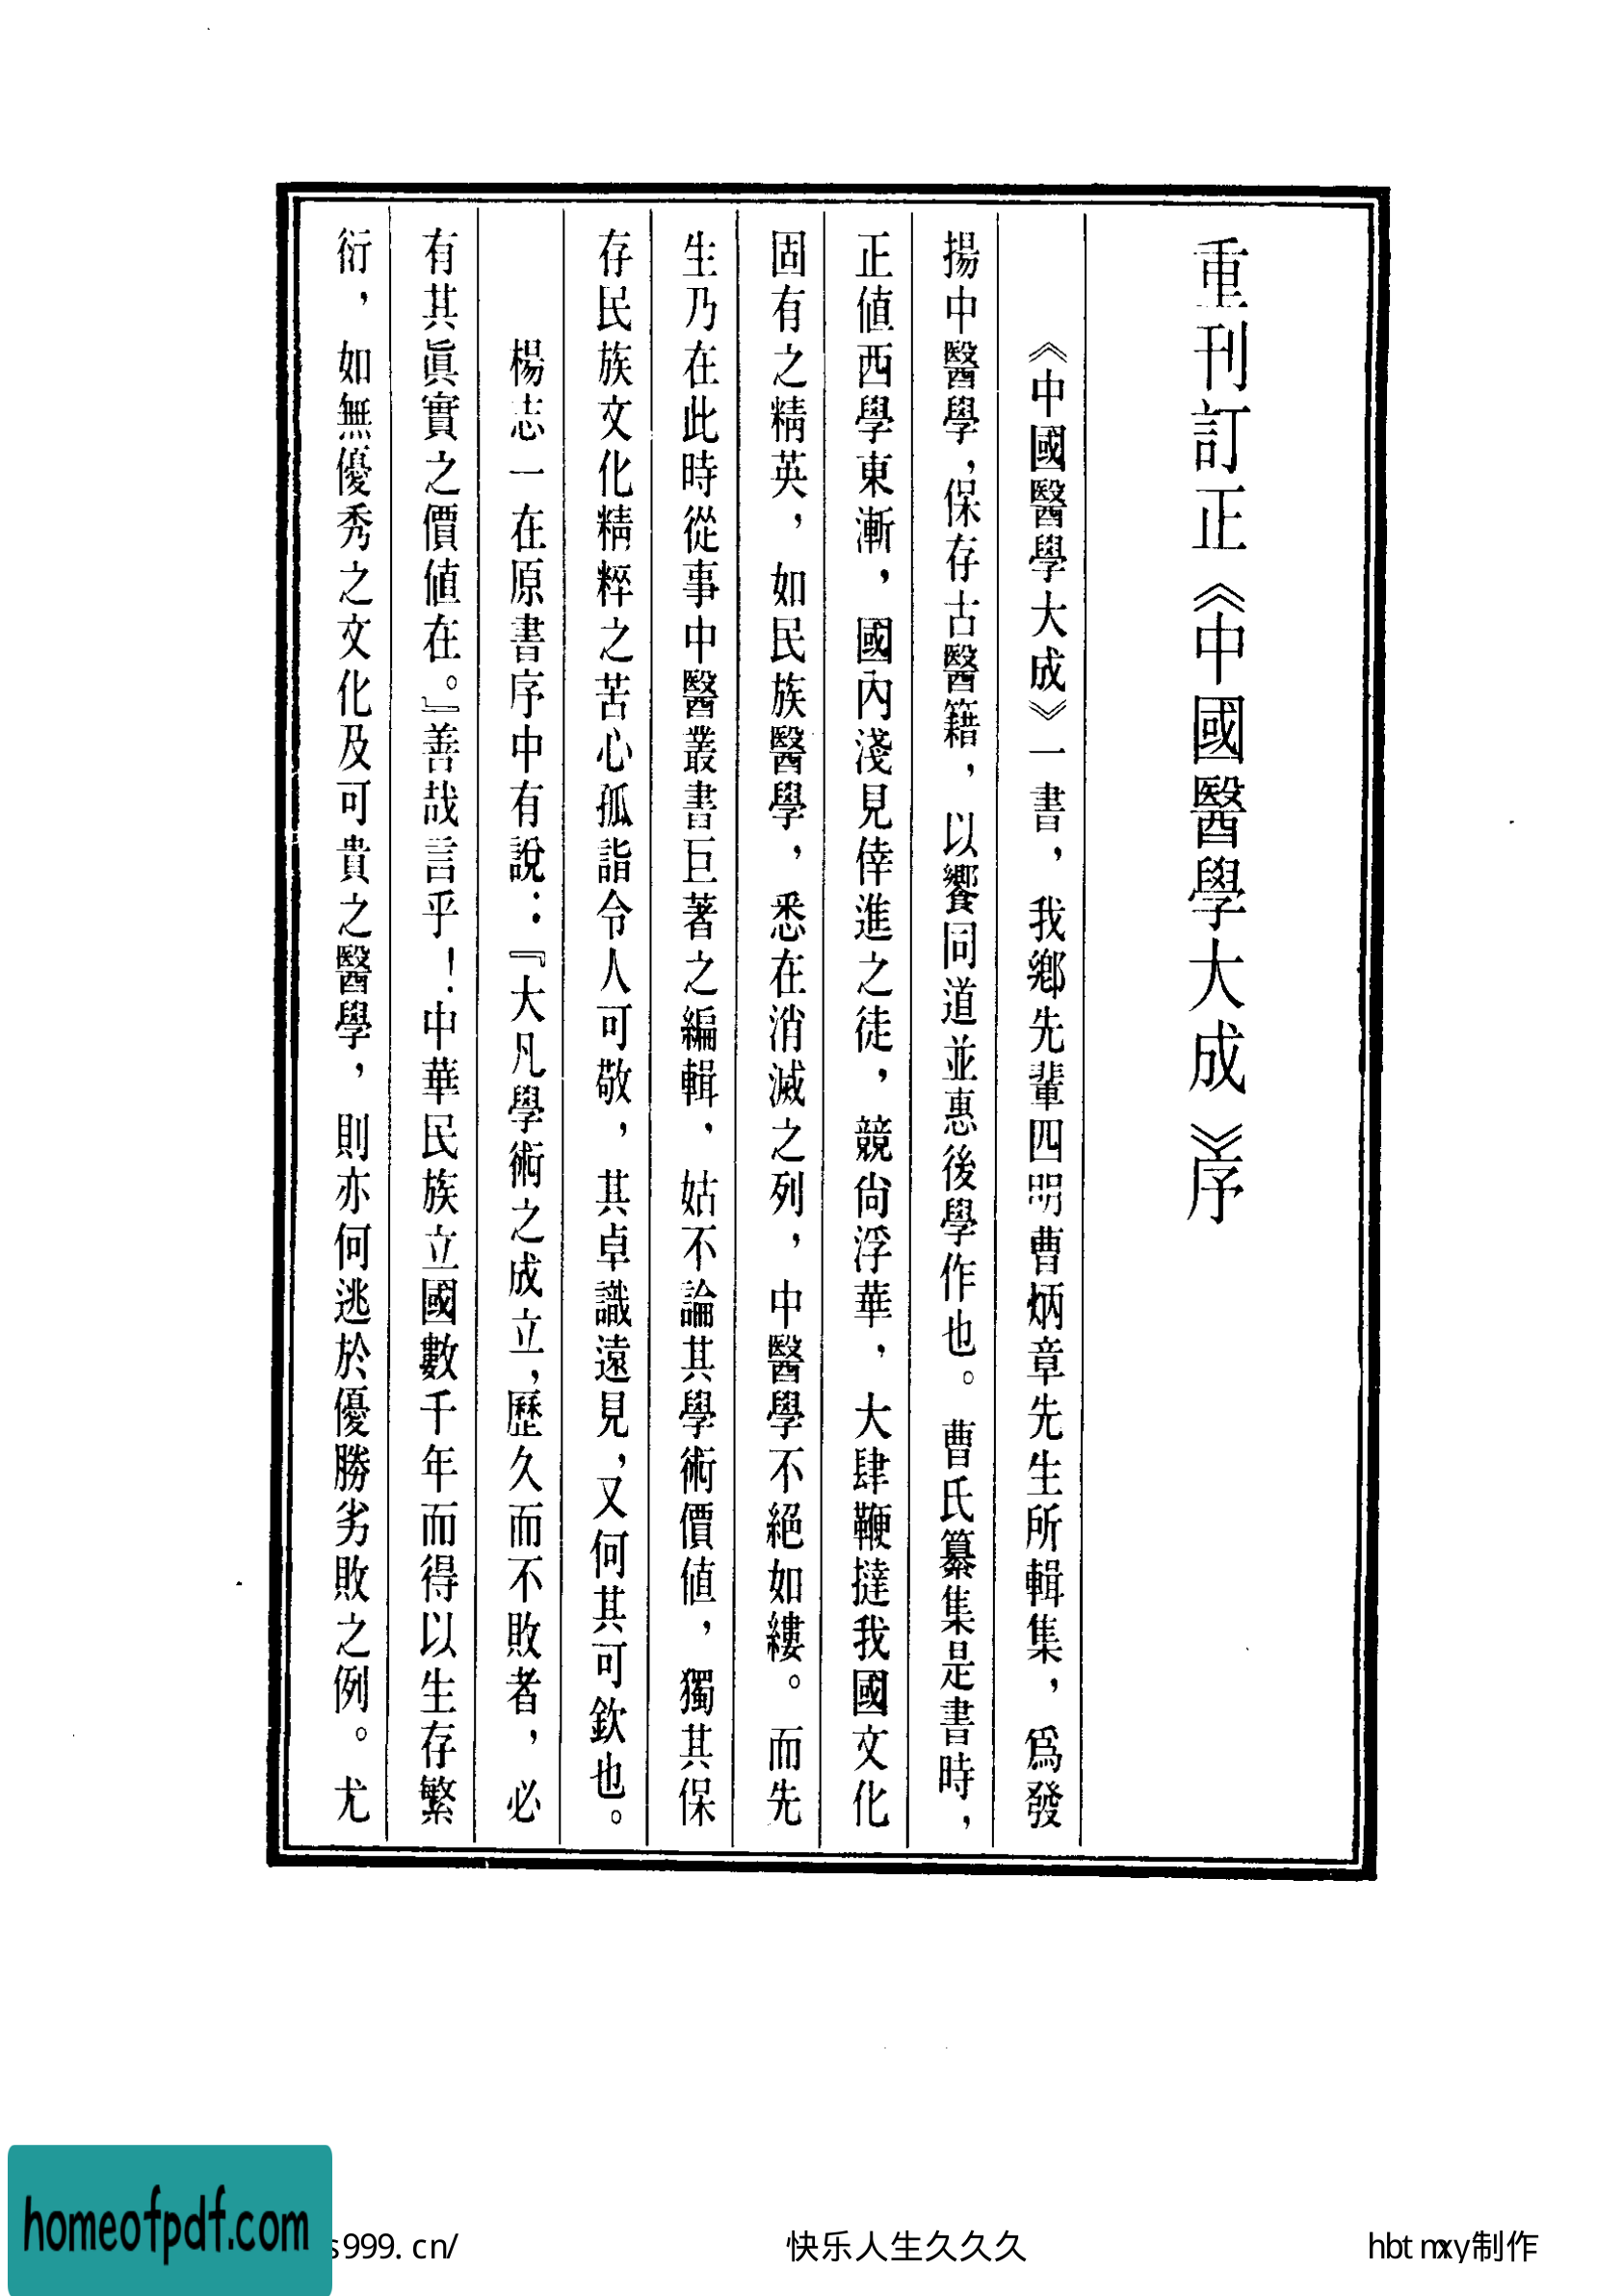 重刊訂正《中國醫學大成》序
《中國醫學大成》一書，我鄉先輩四明曹炳章先生所輯集，爲發
揚中醫學，保存古醫籍，以饗同道並惠後學作也。曹氏纂集是書時，
正值西學東漸，國內淺見倖進之徒，競尙浮華，大肆鞭撻我國文化
固有之精英，如民族醫學，悉在消滅之列，中醫學不絕如縷。而先
生乃在此時從事中醫叢書巨著之編輯，姑不論其學術價值，獨其保
存民族文化精粹之苦心孤詣令人可敬，其卓識遠見，又何其可欽也。
楊志一在原書序中有說：『大凡學術之成立，歷久而不敗者，必
有其眞實之價值在。』善哉言乎！中華民族立國數千年而得以生存繁
衍，如無優秀之文化及可貴之醫學，則亦何逃於優勝劣敗之例。尤
homeofpdf.com
s999.cn/
快乐人生久久久
hbtmxy制作